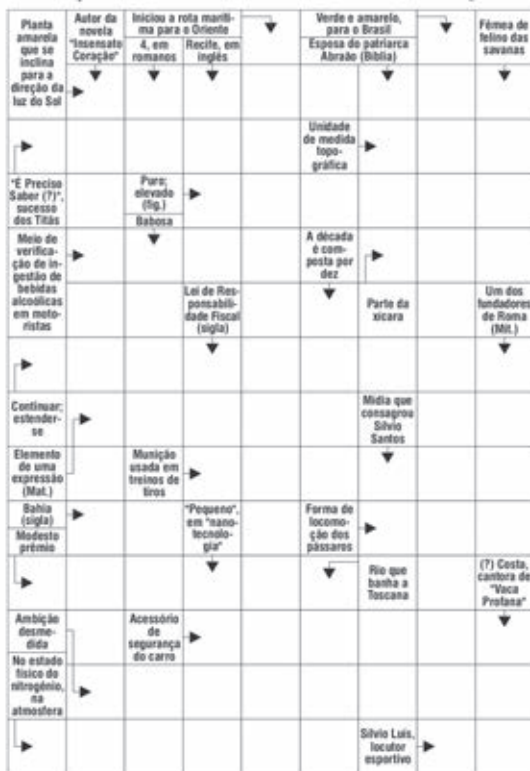 Planta
amarela
que se
inclina
para a
direção da
luz do Sol
Autor da
novela
"Insensato
Coração"
Iniciou a rota maríti-
ma para o Oriente
4, em
romanos
Recife, em
inglês
Verde e amarelo,
para o Brasil
Esposa do patriarca
Abraão (Bíblia)
Fêmea de
felino das
savanas
Unidade
de medida
topo-
gráfica
"É Preciso
Saber (?)",
sucesso
dos Titãs
Puro;
elevado
(fig.)
Babosa
Meio de
verifica-
ção de in-
gestão de
bebidas
alcoólicas
em moto-
ristas
A década
é com-
posta por
dez
Lei de Res-
ponsabili-
dade Fiscal
(sigla)
Parte da
xícara
Um dos
fundadores
de Roma
(Mit.)
Continuar;
estender-
se
Mídia que
consagrou
Silvio
Santos
Elemento
de uma
expressão
(Mat.)
Munição
usada em
treinos de
tiros
Bahia
(sigla)
Modesto
prêmio
"Pequeno",
em "nano-
tecnolo-
gia"
Forma de
locomo-
ção dos
pássaros
Rio que
banha a
Toscana
(?) Costa,
cantora de
"Vaca
Profana"
Ambição
desme-
dida
Acessório
de
segurança
do carro
No estado
físico do
nitrogênio,
na
atmosfera
Silvio Luis,
locutor
esportivo